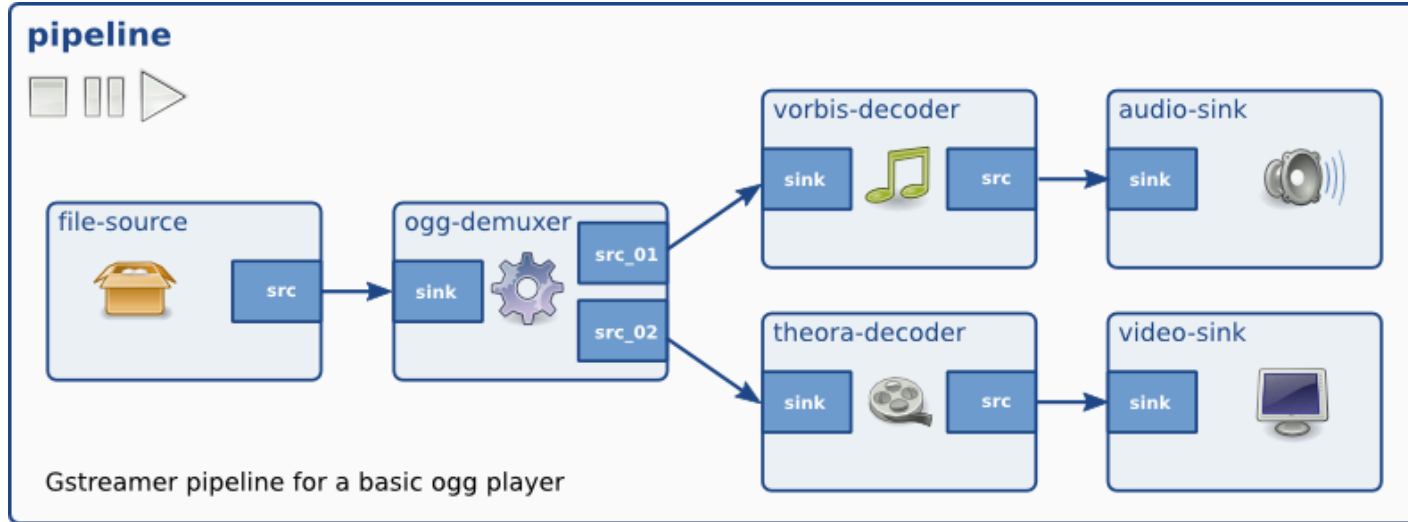 pipeline
file-source
src
ogg-demuxer
sink
src_01
src_02
vorbis-decoder
sink
src
audio-sink
sink
theora-decoder
sink
src
video-sink
sink
Gstreamer pipeline for a basic ogg player